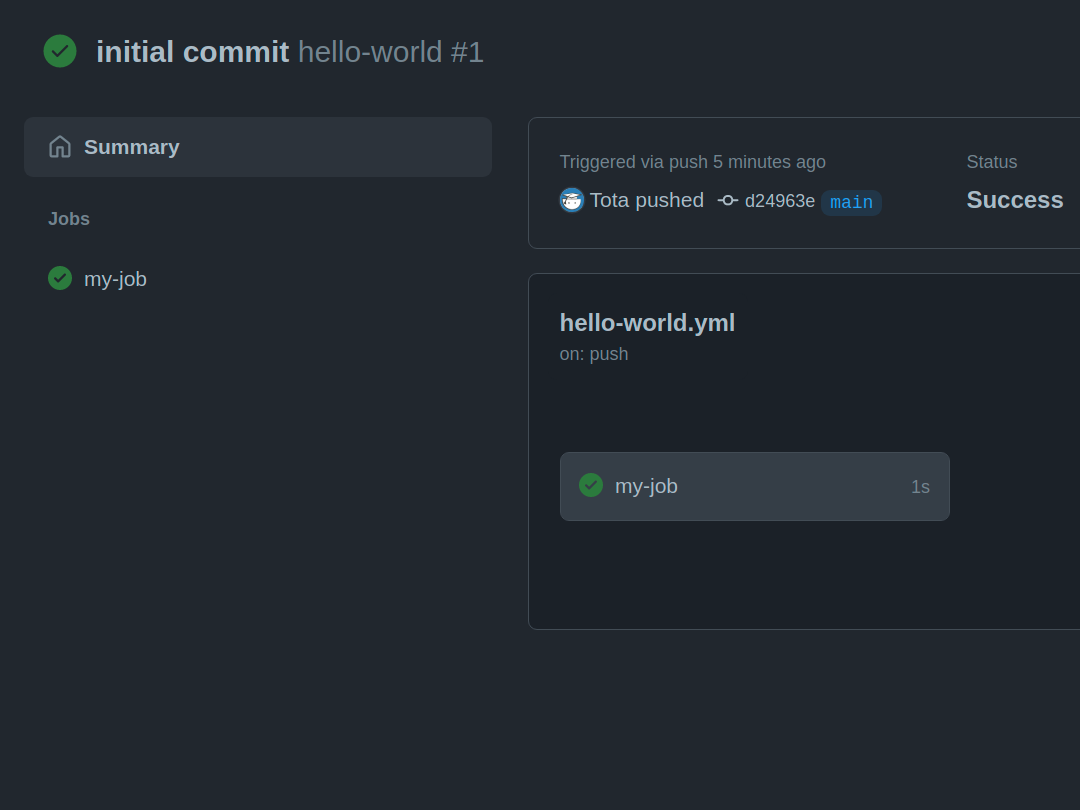 initial commit hello-world #1
Summary
Jobs
my-job
Triggered via push 5 minutes ago
Tota pushed d24963e main
Status
Success
hello-world.yml
on: push
my-job 1s